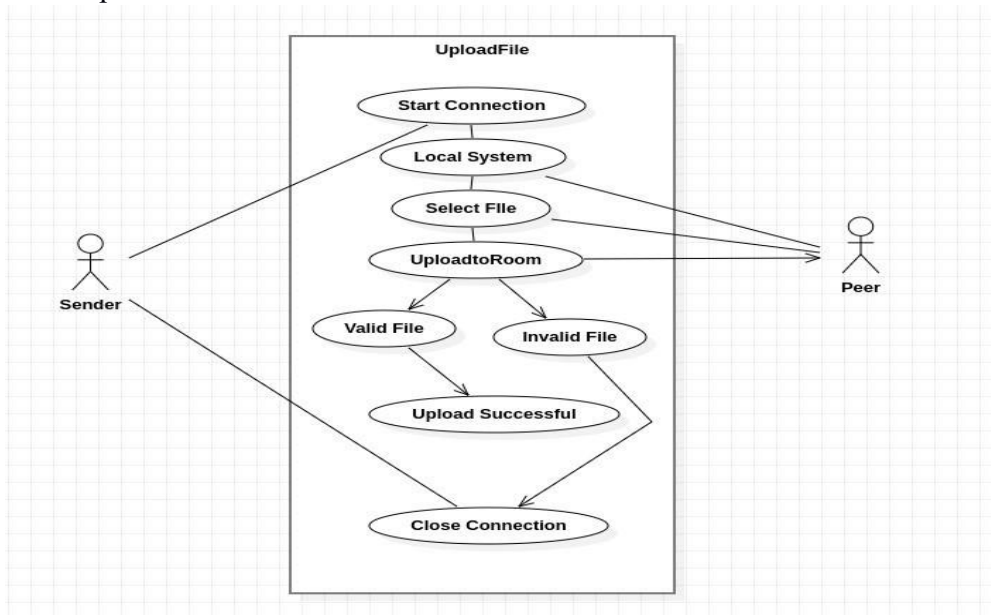 UploadFile
Start Connection
Local System
Select FIle
UploadtoRoom
Sender
Peer
Valid File
Invalid File
Upload Successful
Close Connection